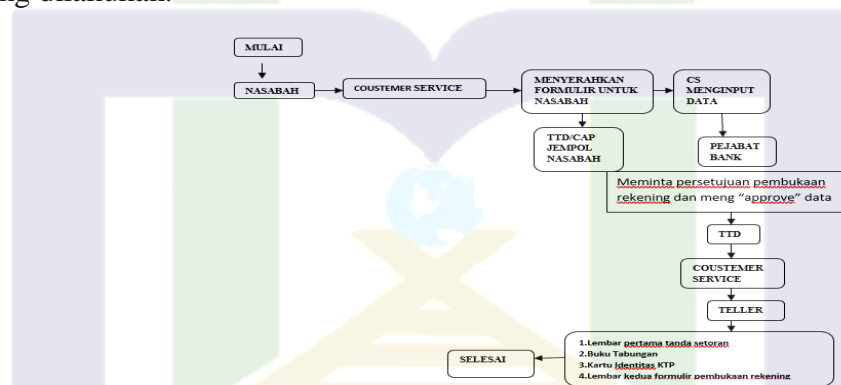 MULAI
NASABAH
COUSTEMER SERVICE
MENYERAHKAN
FORMULIR UNTUK
NASABAH
CS
MENGINPUT
DATA
TTD/CAP
JEMPOL
NASABAH
PEJABAT
BANK
Meminta persetujuan pembukaan
rekening dan meng “approve” data
TTD
COUSTEMER
SERVICE
TELLER
1.Lembar pertama tanda setoran
2.Buku Tabungan
3.Kartu Identitas KTP
4.Lembar kedua formulir pembukaan rekening
SELESAI